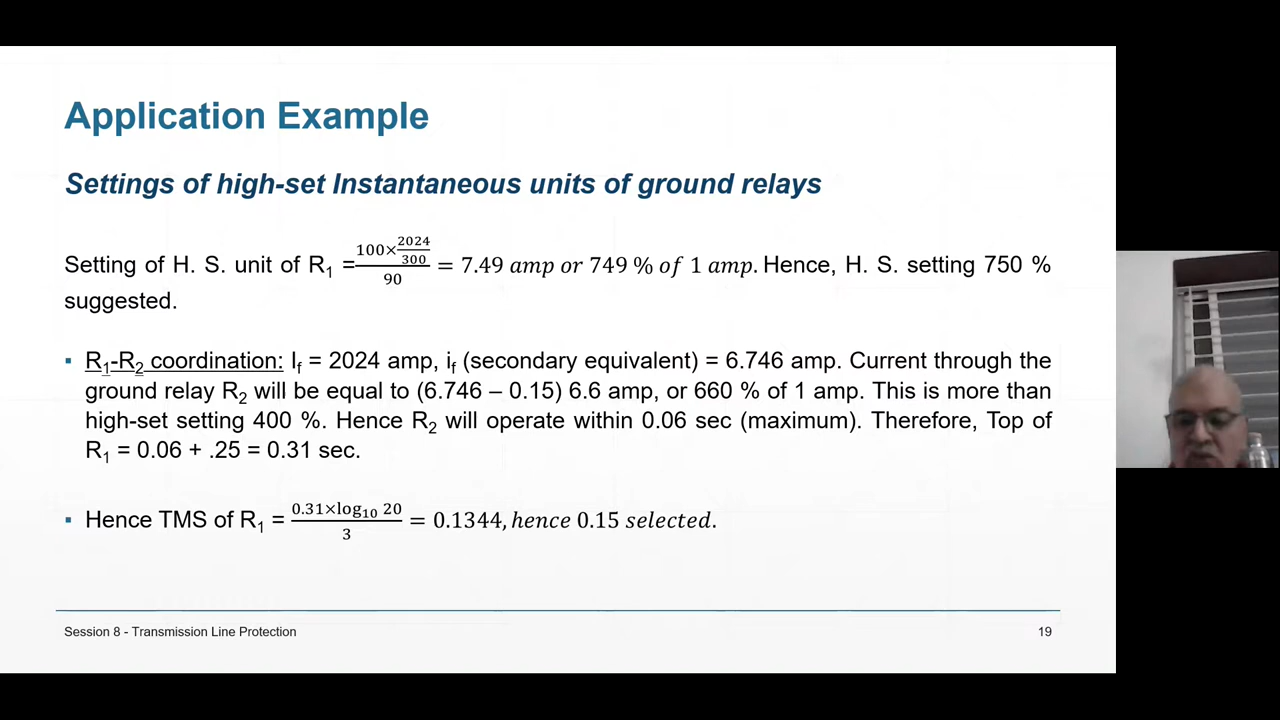 Application Example
Settings of high-set Instantaneous units of ground relays
Setting of H. S. unit of R₁ = (100×2024/300)/90 = 7.49 amp or 749 % of 1 amp. Hence, H. S. setting 750 %
suggested.
▪ R₁-R₂ coordination: I_f = 2024 amp, i_f (secondary equivalent) = 6.746 amp. Current through the
ground relay R₂ will be equal to (6.746 – 0.15) 6.6 amp, or 660 % of 1 amp. This is more than
high-set setting 400 %. Hence R₂ will operate within 0.06 sec (maximum). Therefore, Top of
R₁ = 0.06 + .25 = 0.31 sec.
▪ Hence TMS of R₁ = (0.31×log₁₀ 20)/3 = 0.1344, hence 0.15 selected.
Session 8 - Transmission Line Protection
19